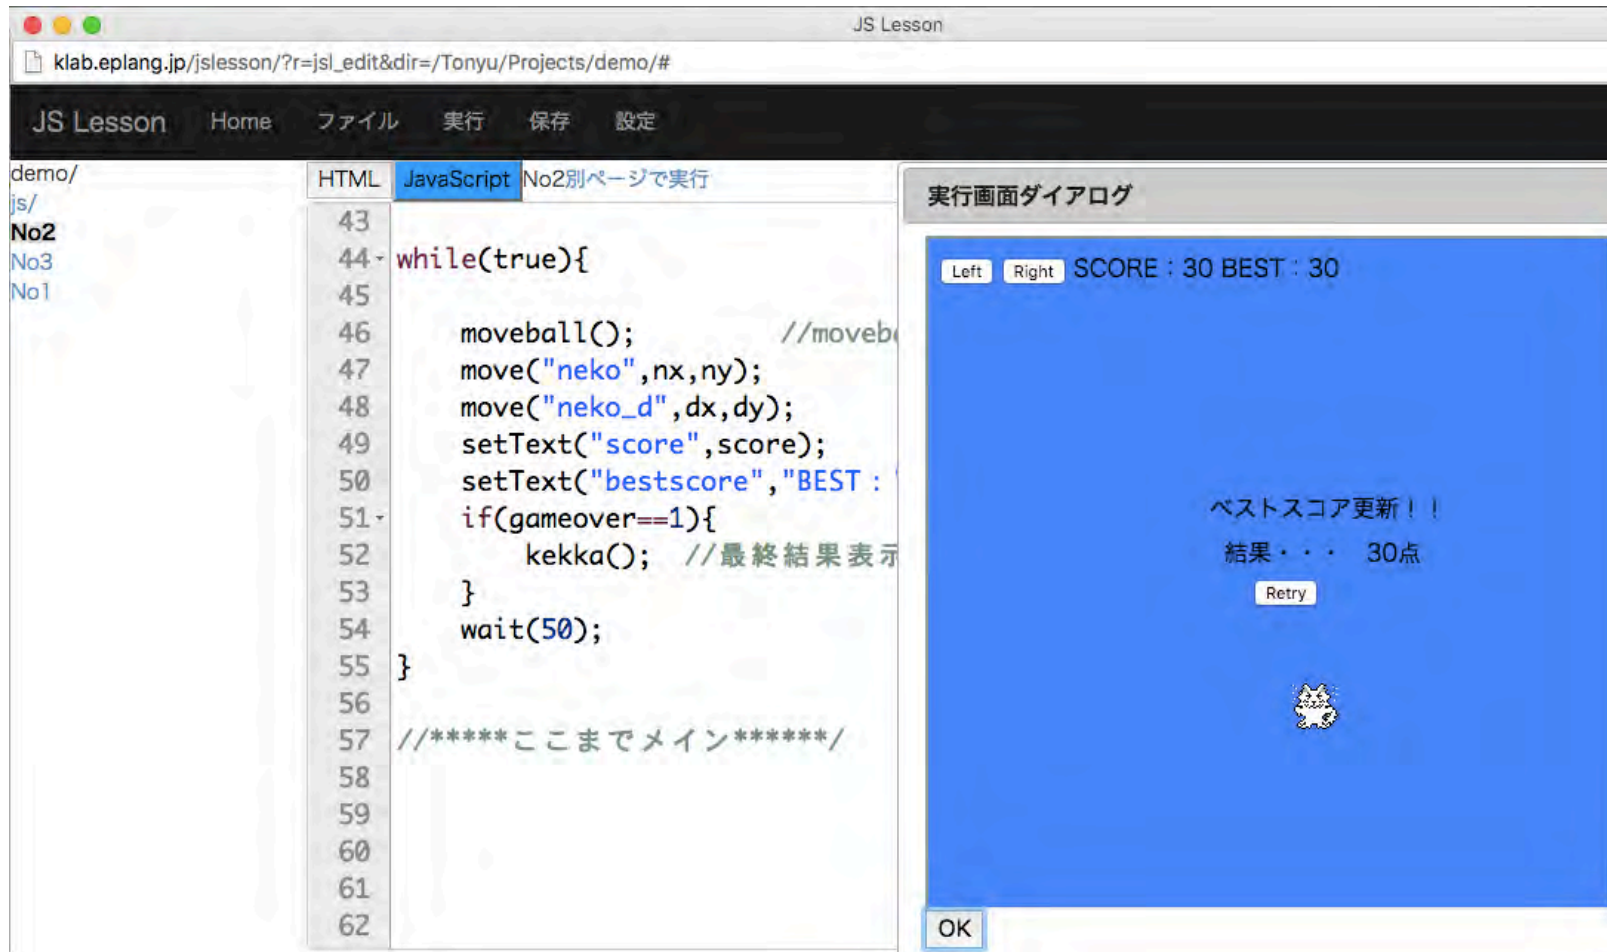 JS Lesson
klab.eplang.jp/jslesson/?r=jsl_edit&dir=/Tonyu/Projects/demo/#
JS Lesson Home ファイル 実行 保存 設定
demo/
js/
No2
No3
No1
HTML JavaScript No2別ページで実行
43
44 while(true){
45
46 moveball(); //moveb
47 move("neko",nx,ny);
48 move("neko_d",dx,dy);
49 setText("score",score);
50 setText("bestscore","BEST：
51 if(gameover==1){
52 kekka(); //最終結果表示
53 }
54 wait(50);
55 }
56
57 //*****ここまでメイン******/
58
59
60
61
62
実行画面ダイアログ
Left Right SCORE：30 BEST：30
ベストスコア更新！！
結果・・・　30点
Retry
OK